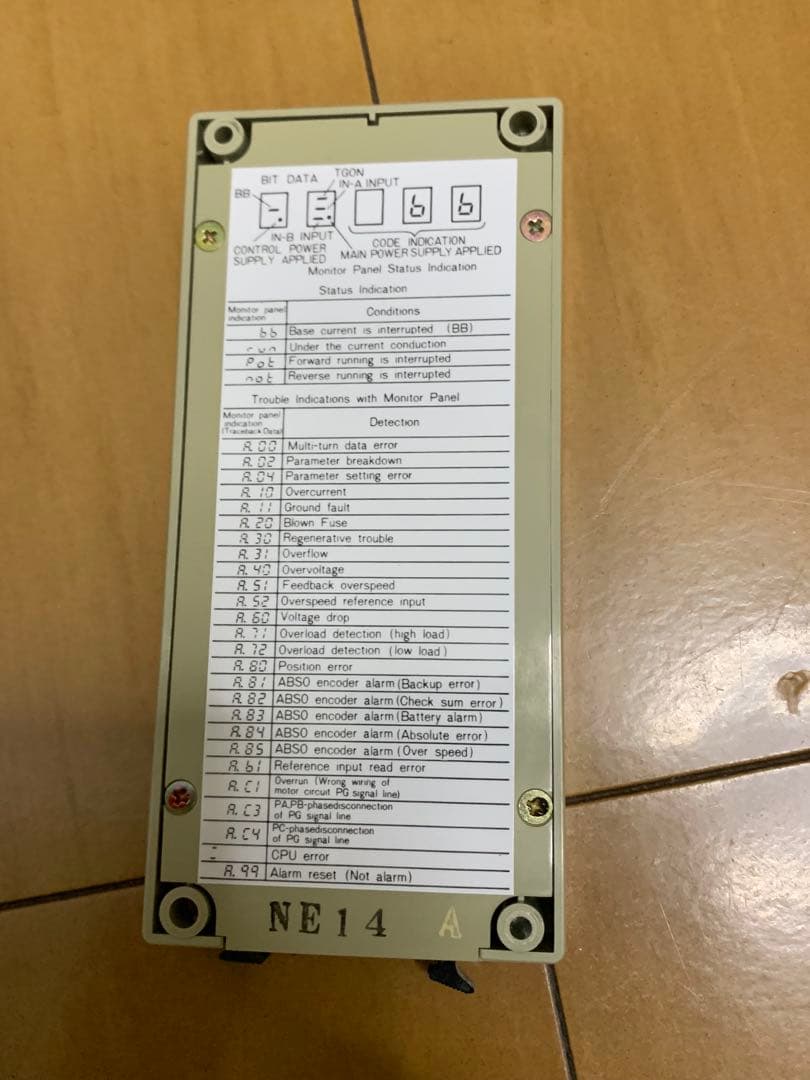 BIT DATA TGON
BB IN-A INPUT
b b
IN-B INPUT
CONTROL POWER SUPPLY APPLIED
CODE INDICATION
MAIN POWER SUPPLY APPLIED
Monitor Panel Status Indication
Status Indication
Monitor panel indication Conditions
bb Base current is interrupted (BB)
run Under the current conduction
Pot Forward running is interrupted
not Reverse running is interrupted
Trouble Indications with Monitor Panel
Monitor panel indication (Traceback Data) Detection
A.00 Multi-turn data error
A.02 Parameter breakdown
A.04 Parameter setting error
A.10 Overcurrent
A.11 Ground fault
A.20 Blown Fuse
A.30 Regenerative trouble
A.31 Overflow
A.40 Overvoltage
A.51 Feedback overspeed
A.52 Overspeed reference input
A.60 Voltage drop
A.71 Overload detection (high load)
A.72 Overload detection (low load)
A.80 Position error
A.81 ABSO encoder alarm (Backup error)
A.82 ABSO encoder alarm (Check sum error)
A.83 ABSO encoder alarm (Battery alarm)
A.84 ABSO encoder alarm (Absolute error)
A.85 ABSO encoder alarm (Over speed)
A.b1 Reference input read error
A.C1 Overrun (Wrong wiring of
motor circuit PG signal line)
A.C3 PA,PB-phasedisconnection
of PG signal line
A.C4 PC-phasedisconnection
of PG signal line
CPU error
A.99 Alarm reset (Not alarm)
NE14 A